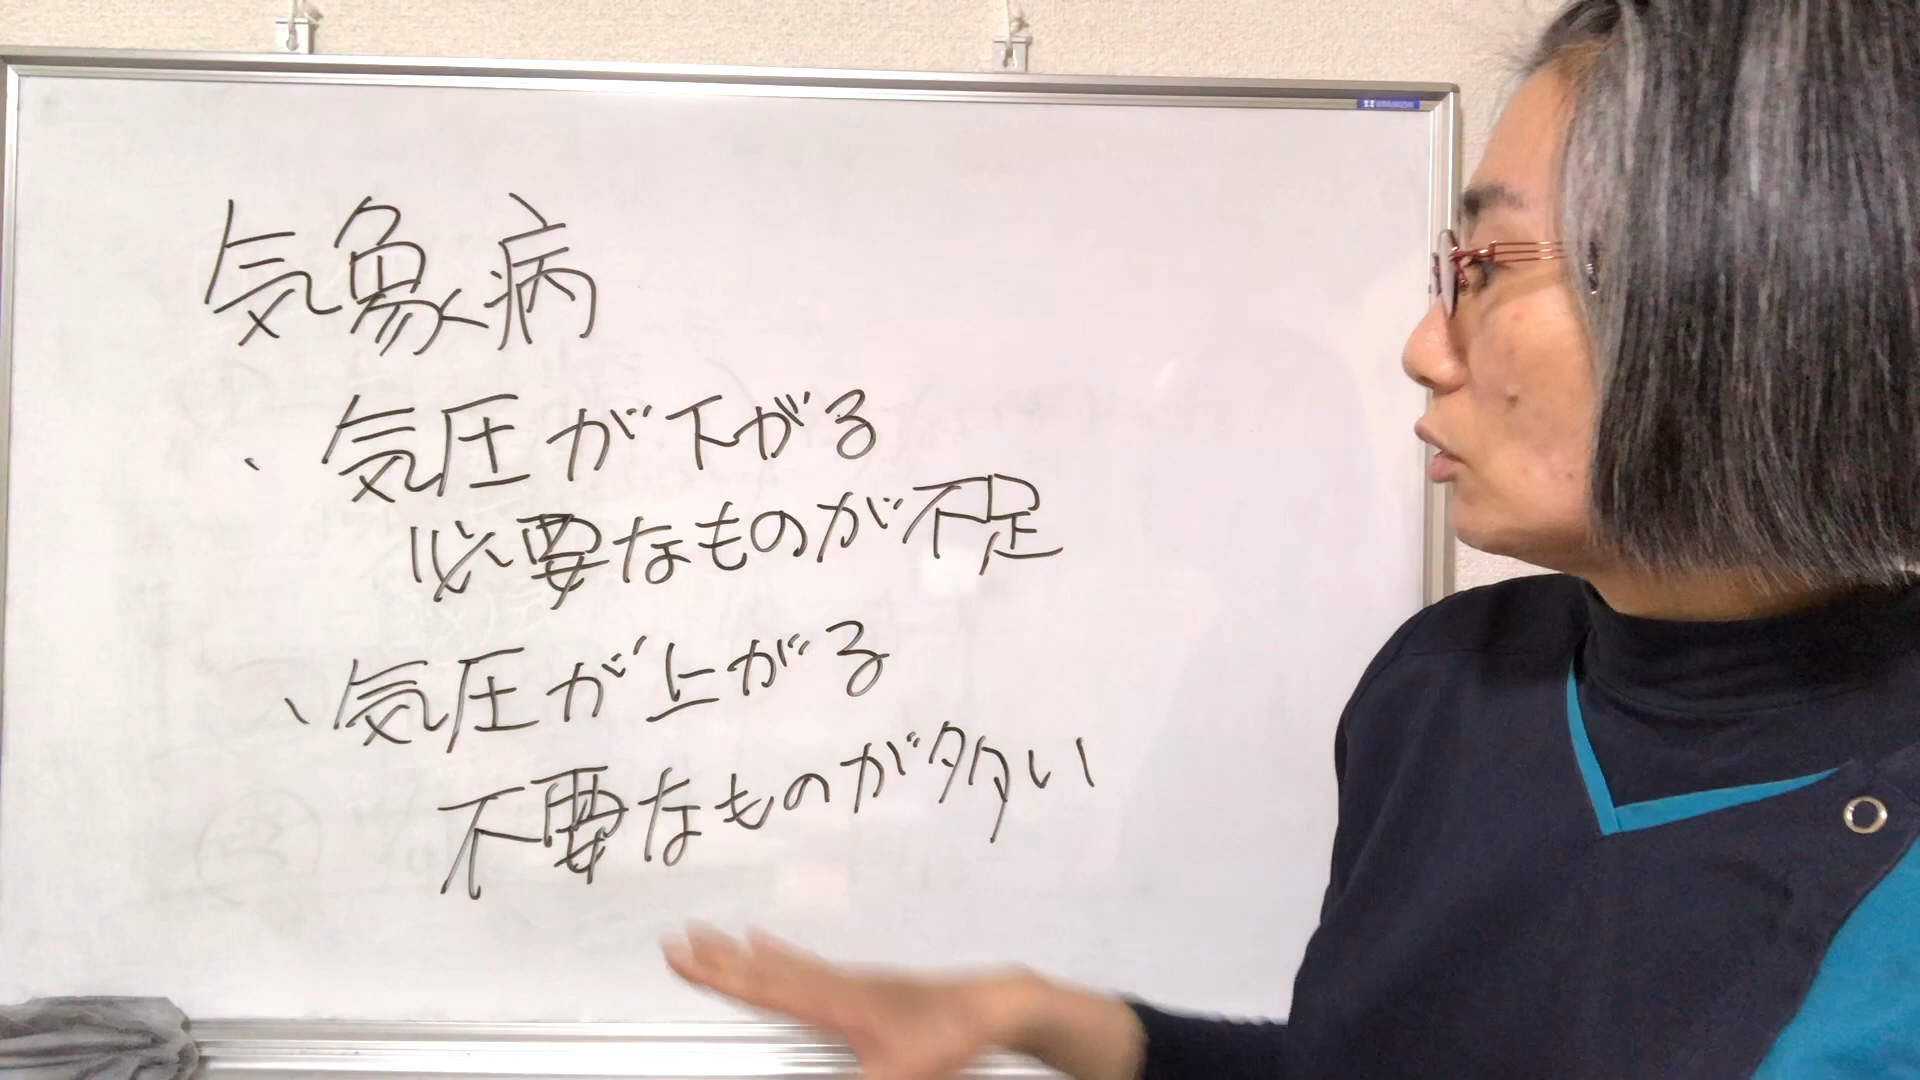 気象病
・気圧が下がる
必要なものが不足
・気圧が上がる
不要なものが多い